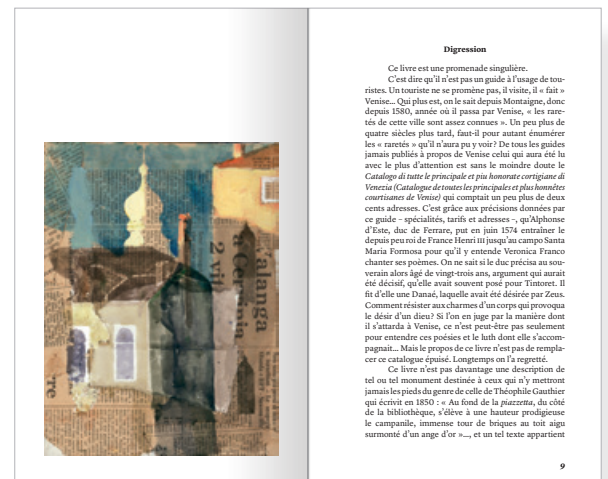 2 VUI
Digression
Ce livre est une promenade singulière.
C’est dire qu’il n’est pas un guide à l’usage de tou-
ristes. Un touriste ne se promène pas, il visite, il « fait »
Venise... Qui plus est, on le sait depuis Montaigne, donc
depuis 1580, année où il passa par Venise, « les rare-
tés de cette ville sont assez connues ». Un peu plus de
quatre siècles plus tard, faut-il pour autant énumérer
les « raretés » qu’il n’aura pu y voir ? De tous les guides
jamais publiés à propos de Venise celui qui aura été lu
avec le plus d’attention est sans le moindre doute le
Catalogo di tutte le principale et piu honorate cortigiane di
Venezia (Catalogue de toutes les principales et plus honnêtes
courtisanes de Venise) qui comptait un peu plus de deux
cents adresses. C’est grâce aux précisions données par
ce guide – spécialités, tarifs et adresses –, qu’Alphonse
d’Este, duc de Ferrare, put en juin 1574 entraîner le
depuis peu roi de France Henri III jusqu’au campo Santa
Maria Formosa pour qu’il y entende Veronica Franco
chanter ses poèmes. On ne sait si le duc précisa au sou-
verain alors âgé de vingt-trois ans, argument qui aurait
été décisif, qu’elle avait souvent posé pour Tintoret. Il
fit d’elle une Danaé, laquelle avait été désirée par Zeus.
Comment résister aux charmes d’un corps qui provoqua
le désir d’un dieu? Si l’on en juge par la manière dont
il s’attarda à Venise, ce n’est peut-être pas seulement
pour entendre ces poésies et le luth dont elle s’accom-
pagnait... Mais le propos de ce livre n’est pas de rempla-
cer ce catalogue épuisé. Longtemps on l’a regretté.
Ce livre n’est pas davantage une description de
tel ou tel monument destinée à ceux qui n’y mettront
jamais les pieds du genre de celle de Théophile Gauthier
qui écrivit en 1850 : « Au fond de la piazzetta, du côté
de la bibliothèque, s’élève à une hauteur prodigieuse
le campanile, immense tour de briques au toit aigu
surmonté d’un ange d’or »..., et un tel texte appartient
9